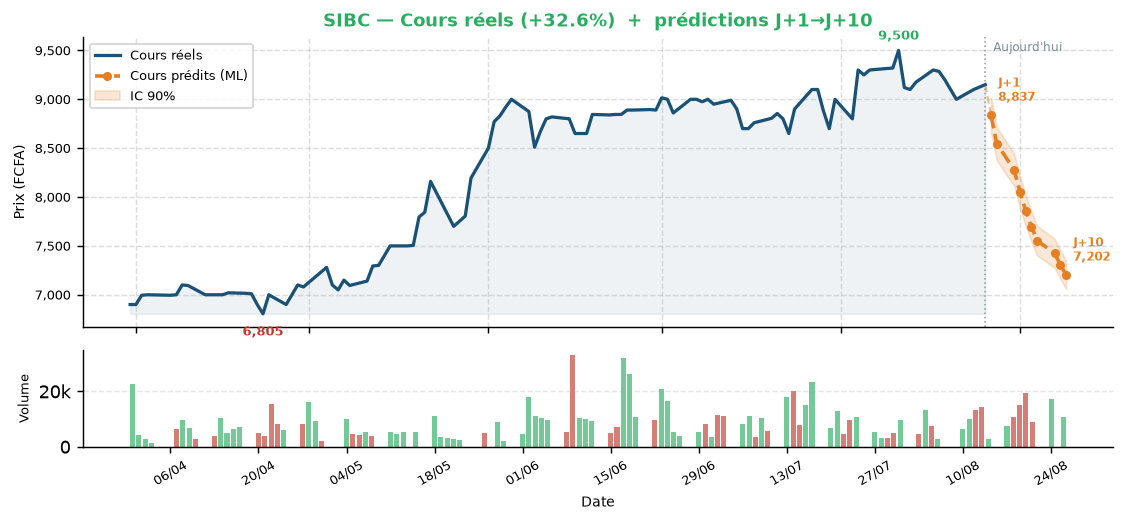 SIBC — Cours réels (+32.6%)  +  prédictions J+1→J+10
Cours réels
Cours prédits (ML)
IC 90%
9,500
Aujourd'hui
J+1
8,837
J+10
7,202
6,805
Prix (FCFA)
9,500
9,000
8,500
8,000
7,500
7,000
Volume
20k
0
06/04
20/04
04/05
18/05
01/06
15/06
29/06
13/07
27/07
10/08
24/08
Date